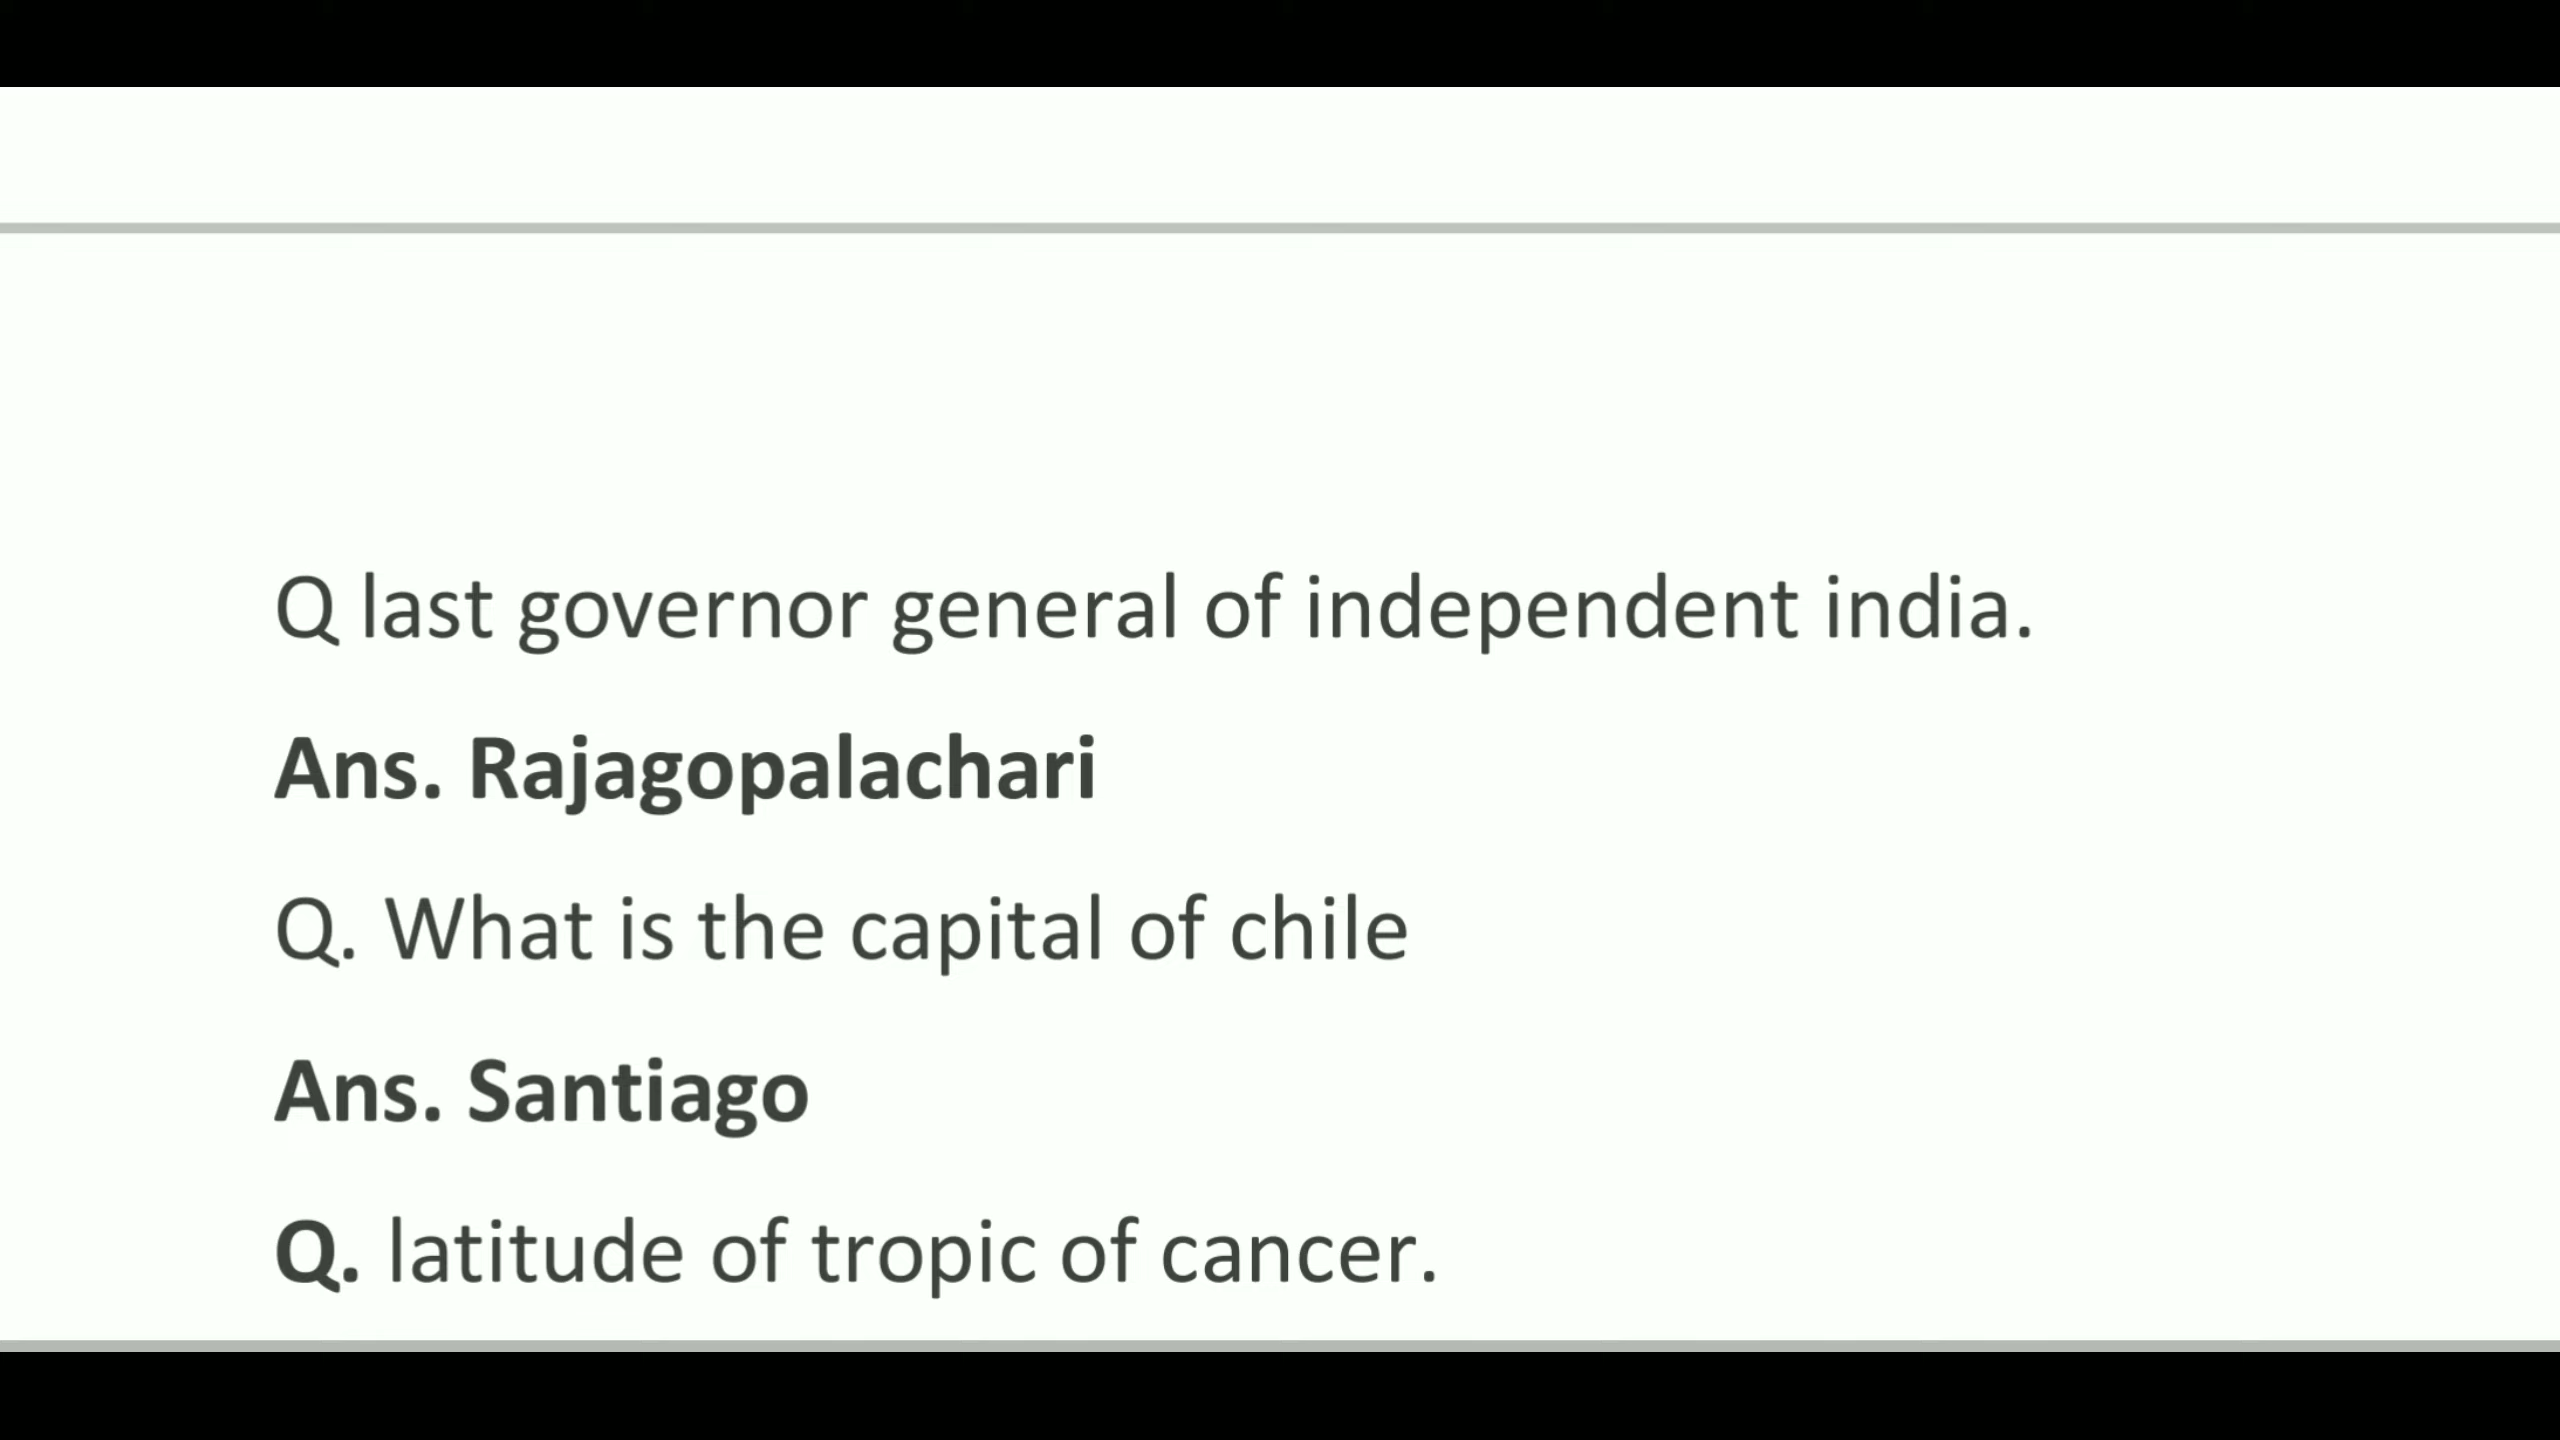 Q last governor general of independent india.
Ans. Rajagopalachari
Q. What is the capital of chile
Ans. Santiago
Q. latitude of tropic of cancer.